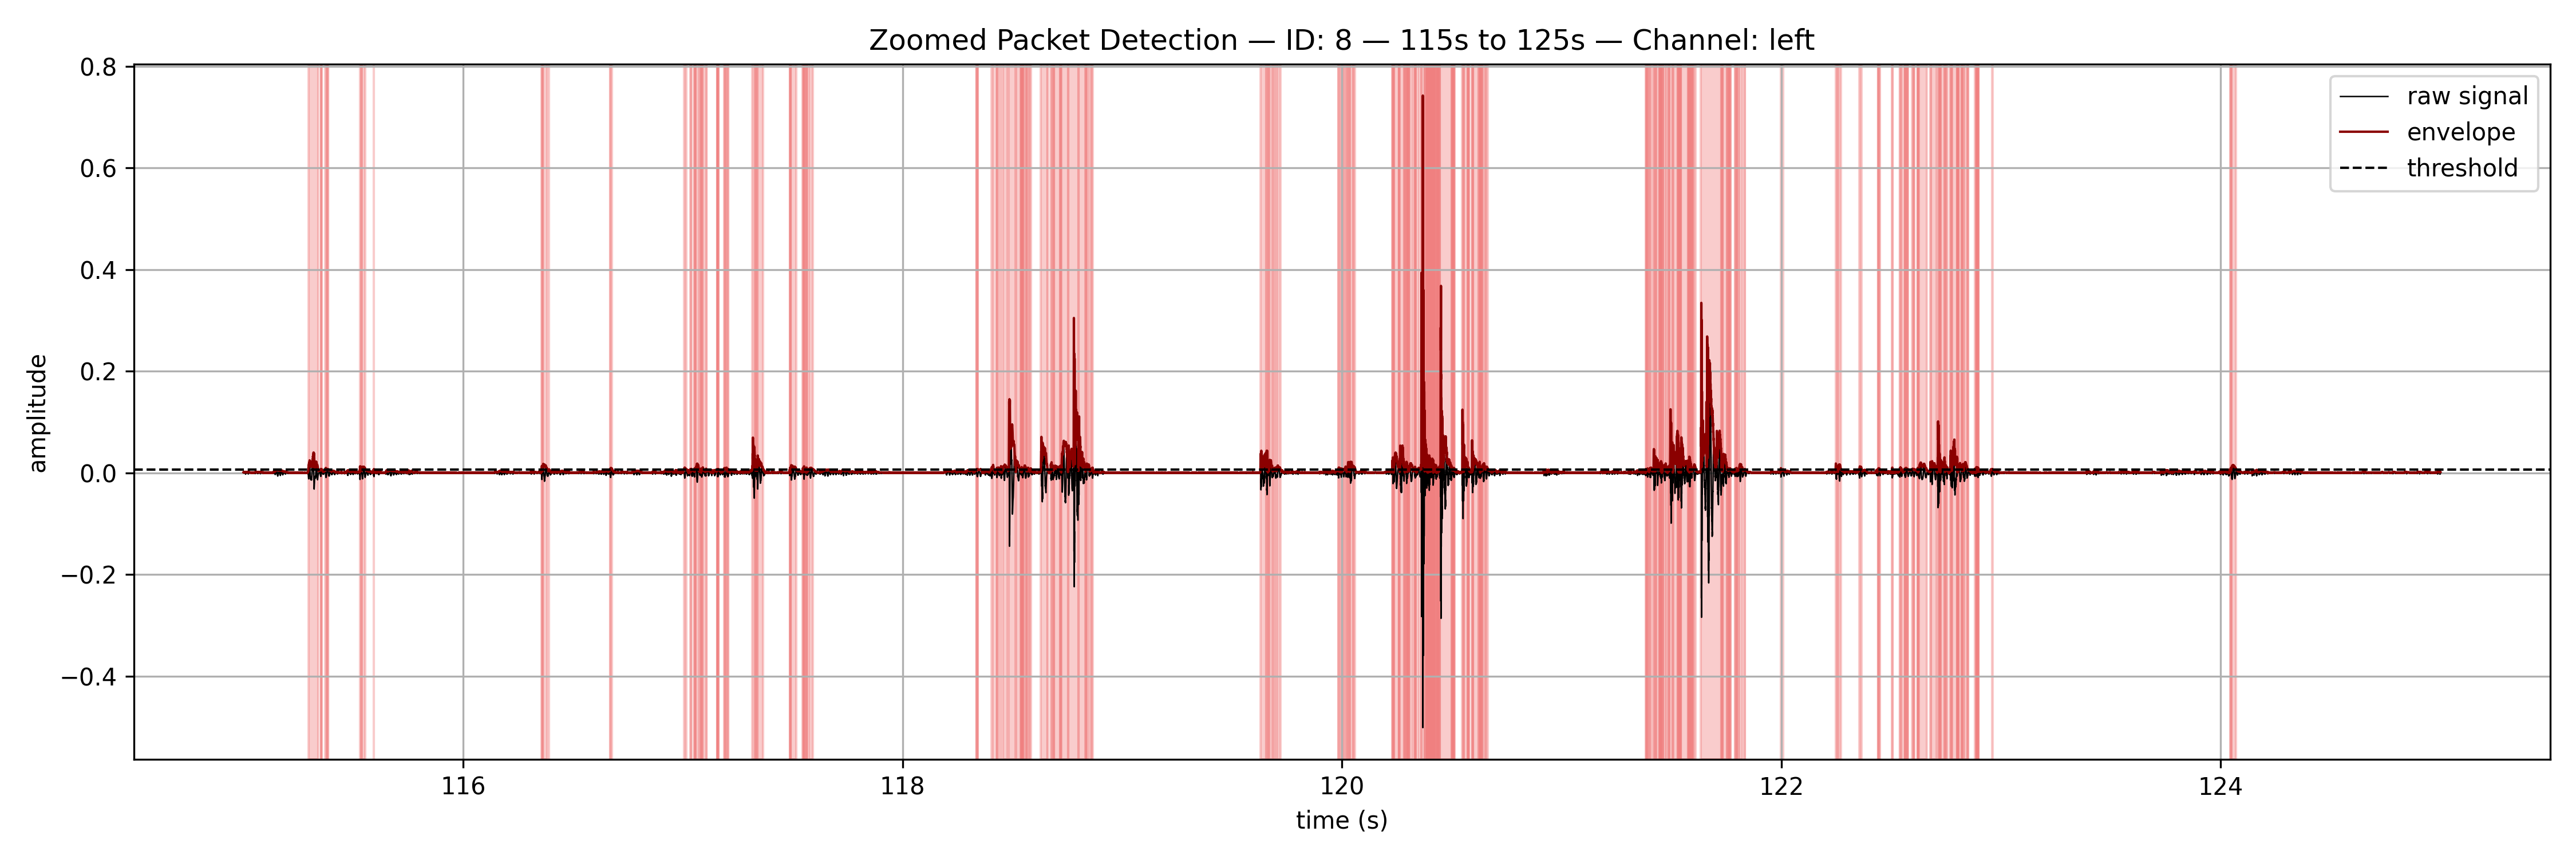 Zoomed Packet Detection — ID: 8 — 115s to 125s — Channel: left
0.8
0.6
0.4
0.2
0.0
−0.2
−0.4
amplitude
raw signal
envelope
threshold
116
118
120
122
124
time (s)